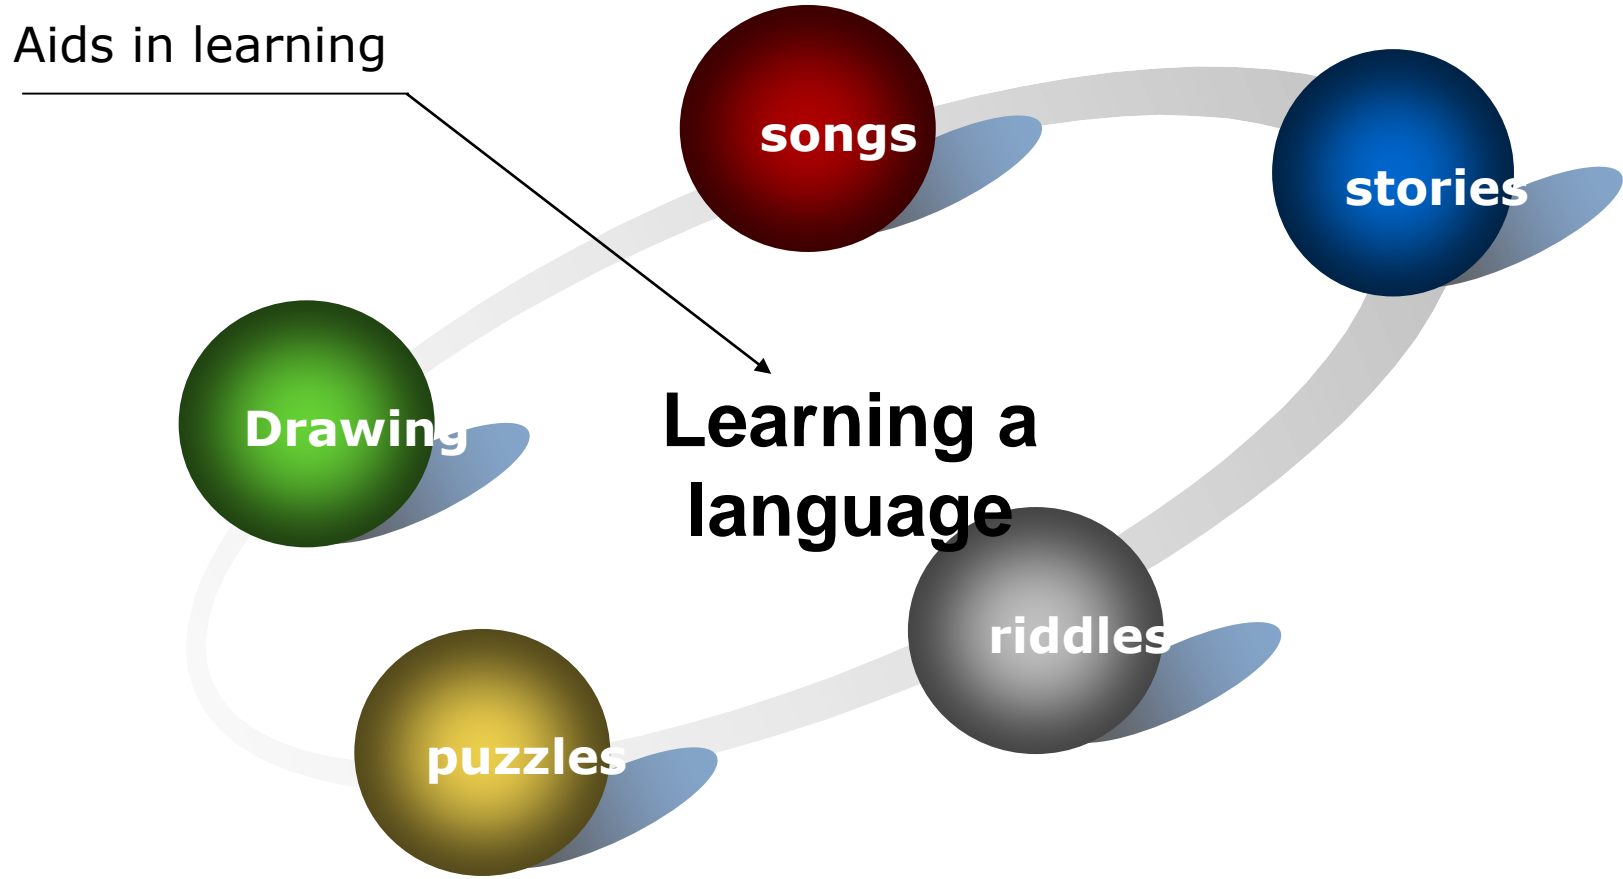 Aids in learning
songs
stories
Drawing
Learning a
language
riddles
puzzles